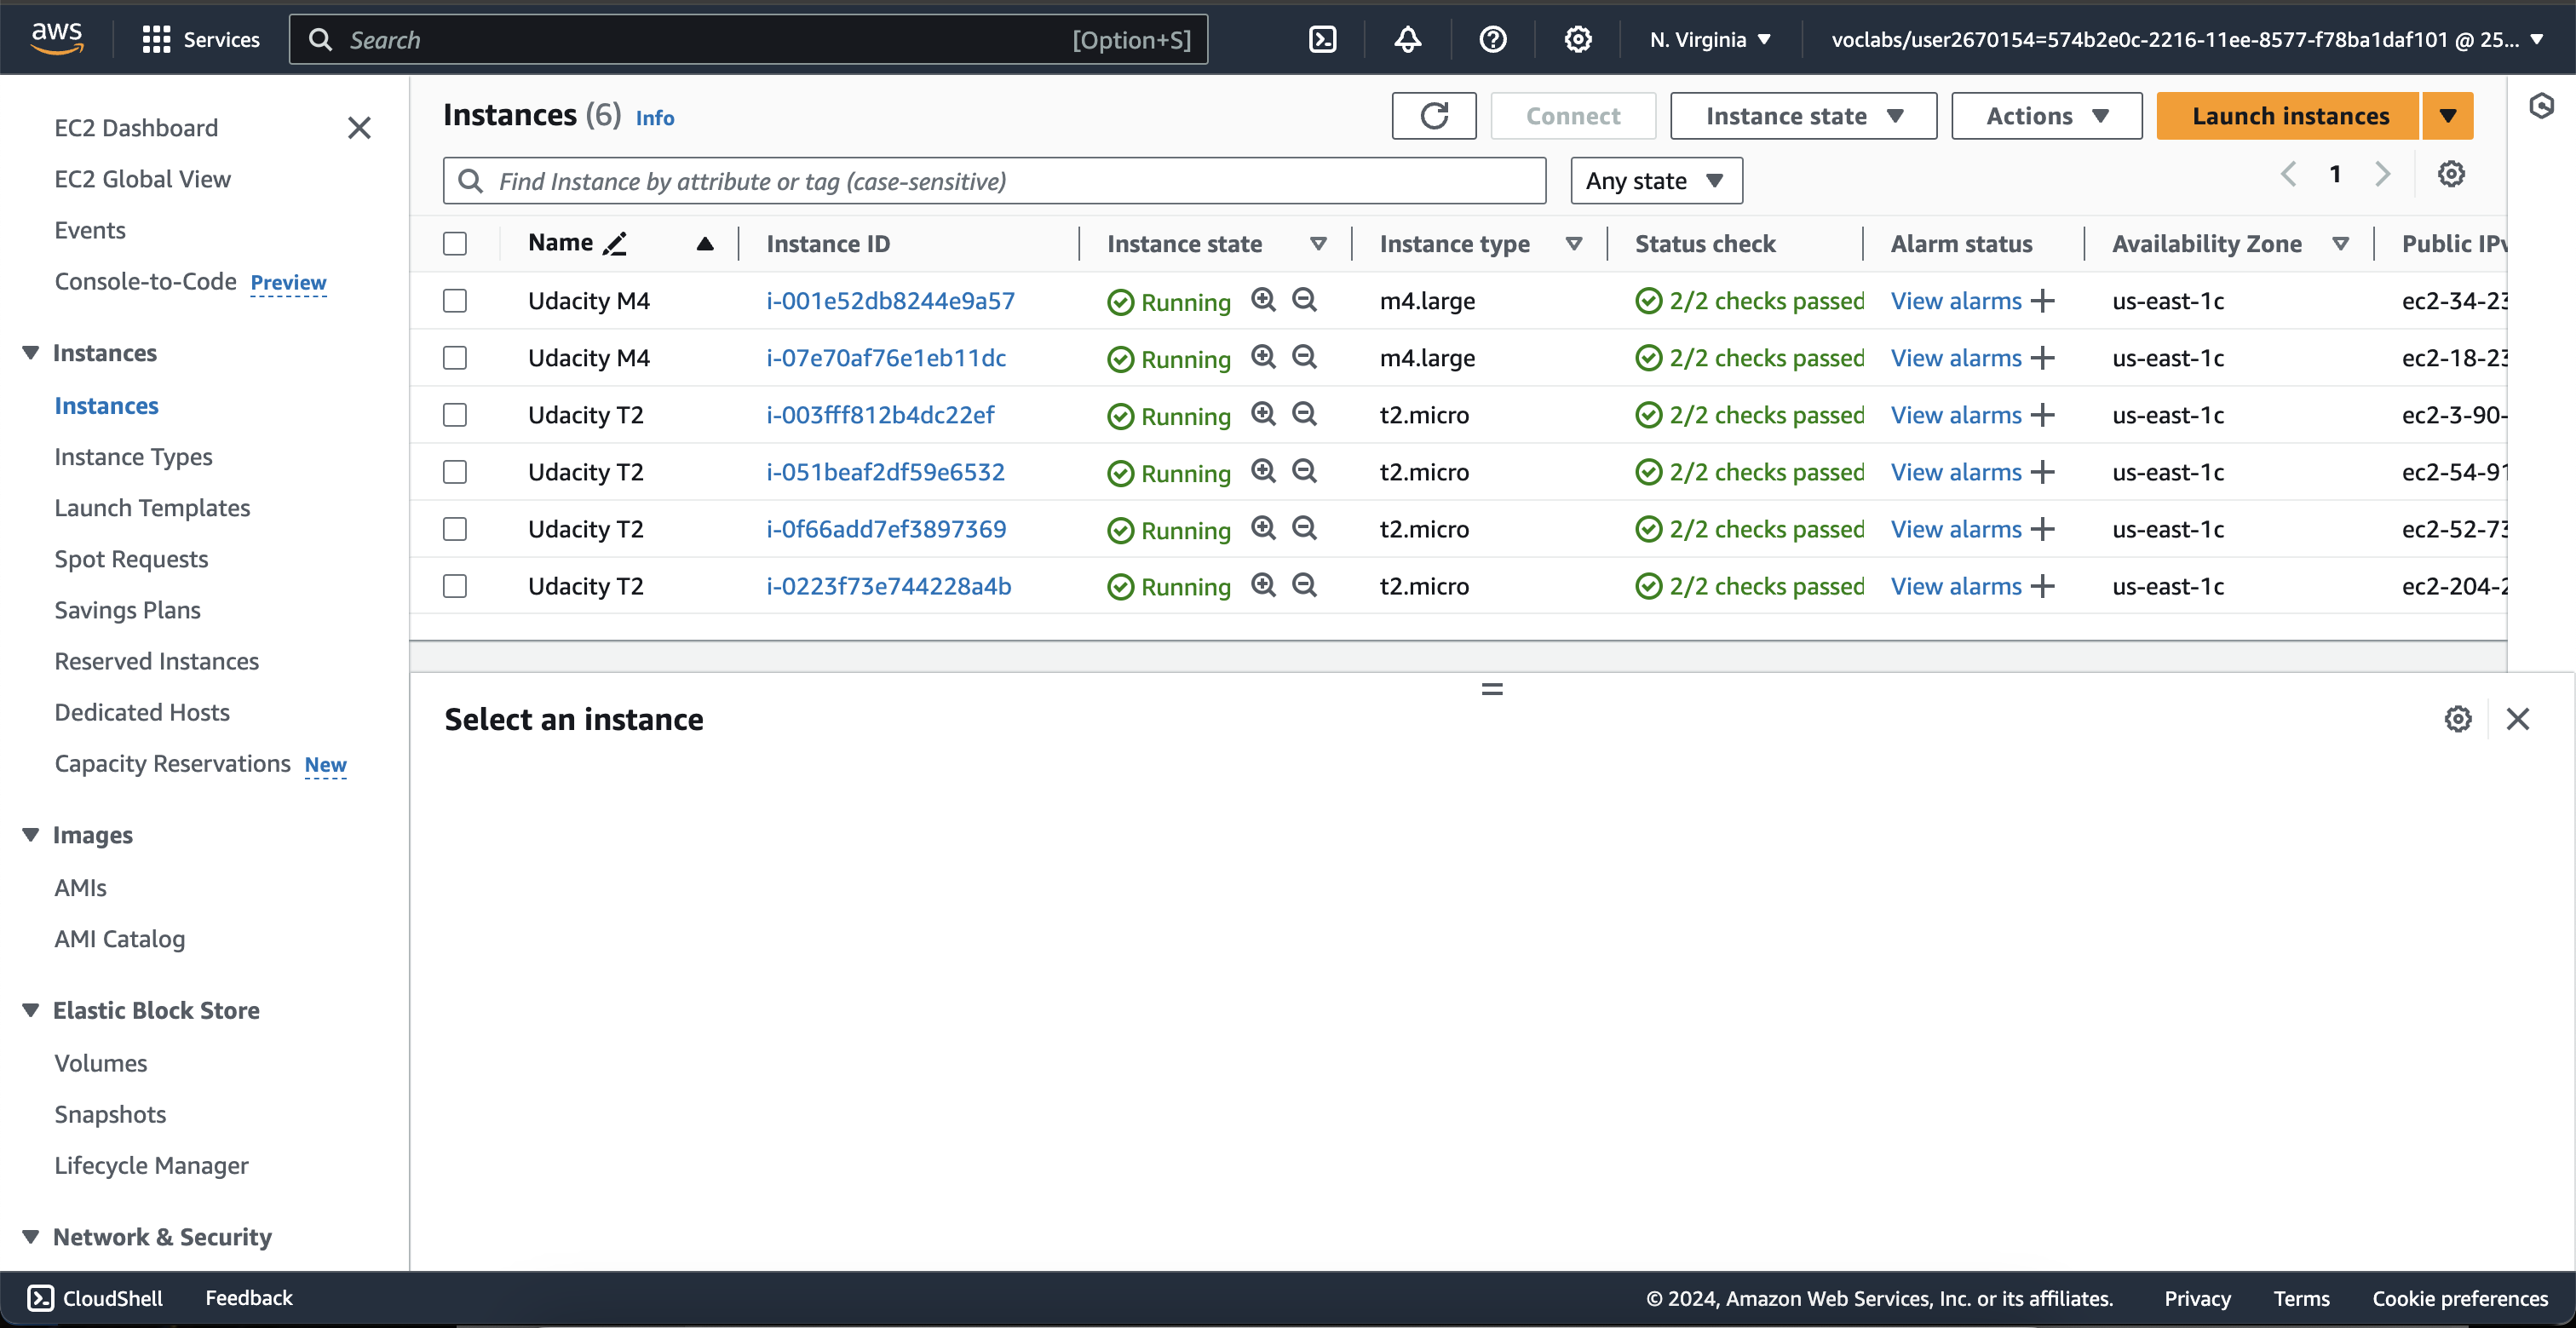 aws Services Search [Option+S] N. Virginia voclabs/user2670154=574b2e0c-2216-11ee-8577-f78ba1daf101 @ 25...
EC2 Dashboard
EC2 Global View
Events
Console-to-Code Preview
Instances
Instances
Instance Types
Launch Templates
Spot Requests
Savings Plans
Reserved Instances
Dedicated Hosts
Capacity Reservations New
Images
AMIs
AMI Catalog
Elastic Block Store
Volumes
Snapshots
Lifecycle Manager
Network & Security
Instances (6) Info Connect Instance state Actions Launch instances
Find Instance by attribute or tag (case-sensitive) Any state 1
Name Instance ID Instance state Instance type Status check Alarm status Availability Zone Public IPv
Udacity M4 i-001e52db8244e9a57 Running m4.large 2/2 checks passed View alarms + us-east-1c ec2-34-23
Udacity M4 i-07e70af76e1eb11dc Running m4.large 2/2 checks passed View alarms + us-east-1c ec2-18-23
Udacity T2 i-003fff812b4dc22ef Running t2.micro 2/2 checks passed View alarms + us-east-1c ec2-3-90-
Udacity T2 i-051beaf2df59e6532 Running t2.micro 2/2 checks passed View alarms + us-east-1c ec2-54-91
Udacity T2 i-0f66add7ef3897369 Running t2.micro 2/2 checks passed View alarms + us-east-1c ec2-52-73
Udacity T2 i-0223f73e744228a4b Running t2.micro 2/2 checks passed View alarms + us-east-1c ec2-204-2
Select an instance
CloudShell Feedback © 2024, Amazon Web Services, Inc. or its affiliates. Privacy Terms Cookie preferences